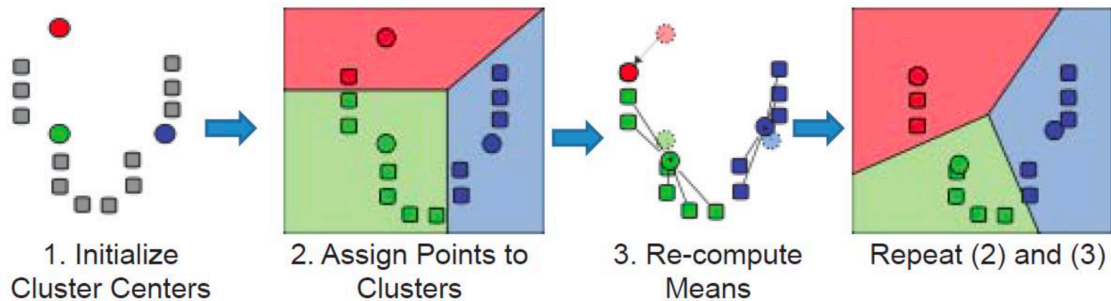 1. Initialize
Cluster Centers
2. Assign Points to
Clusters
3. Re-compute
Means
Repeat (2) and (3)